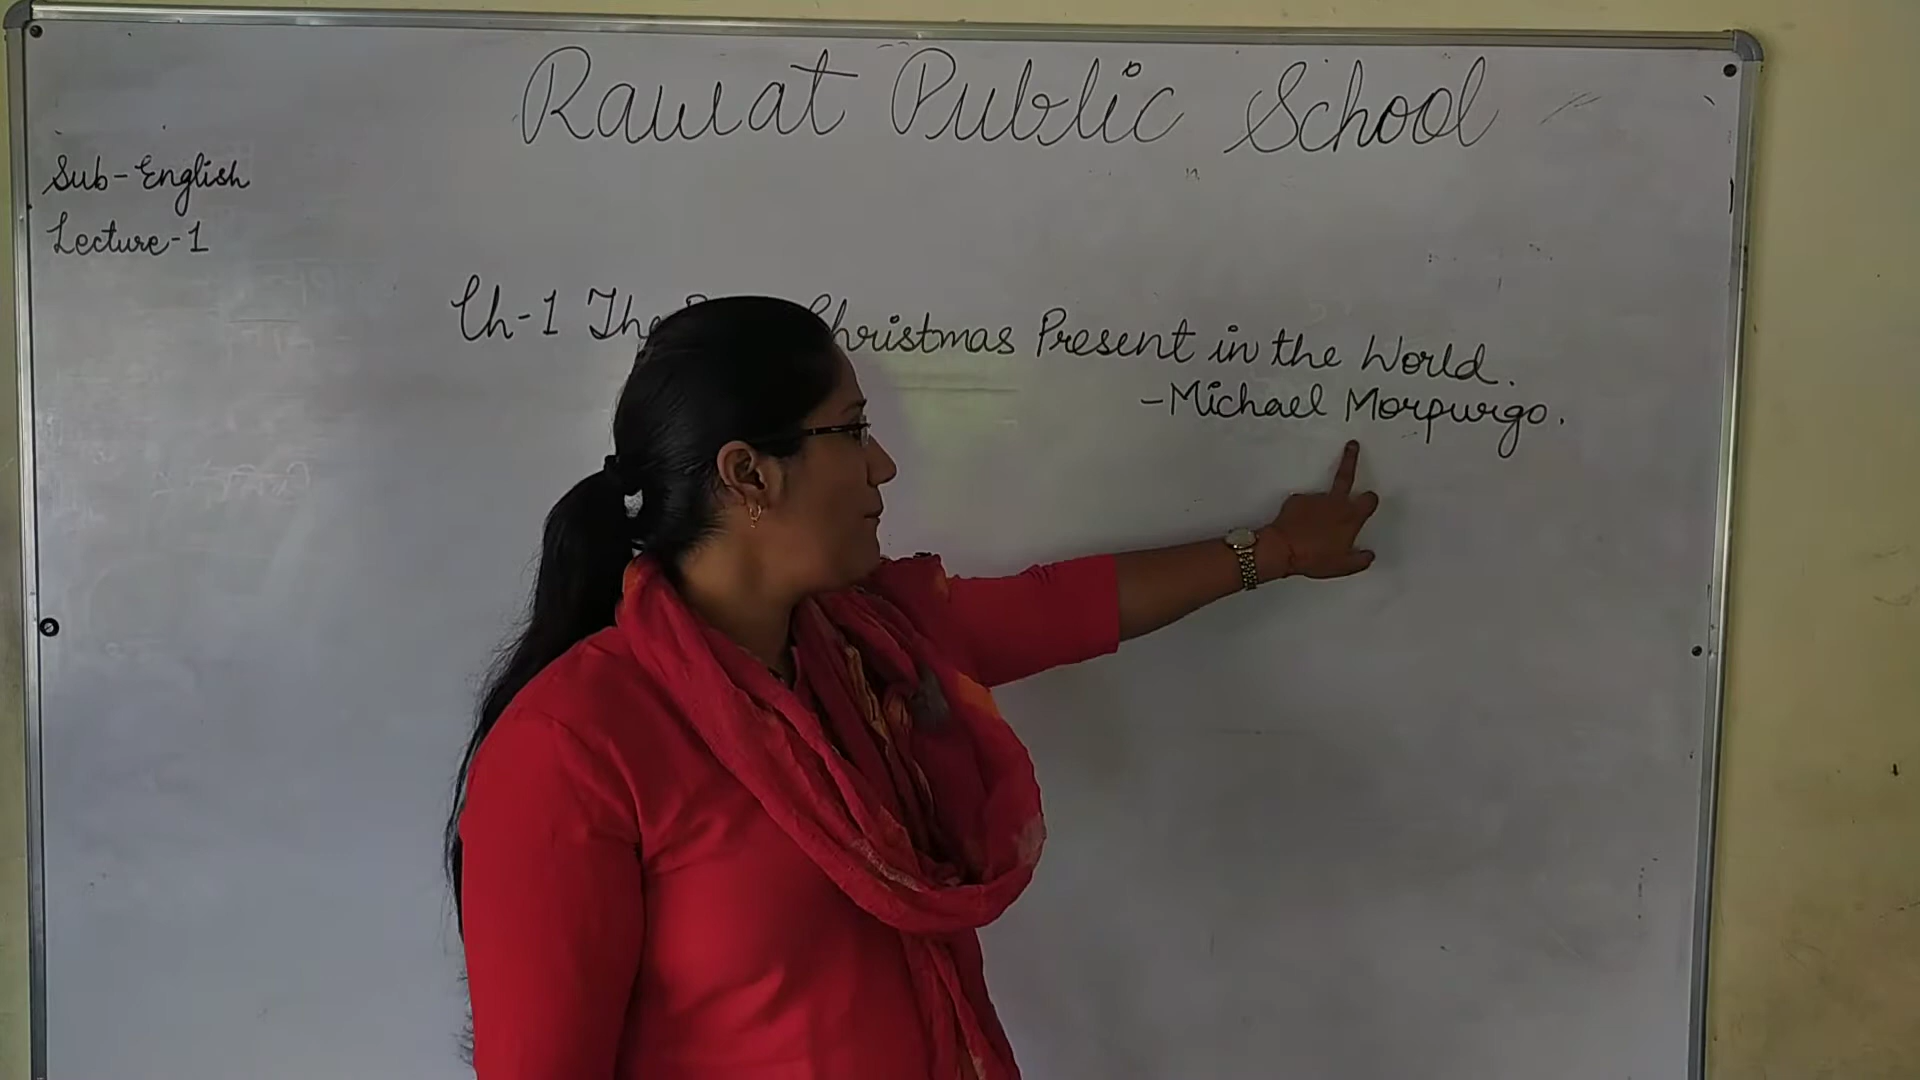 Rawat Public School
Sub-English
Lecture-1
Ch-1 The Christmas Present in the World.
-Michael Morpurgo.